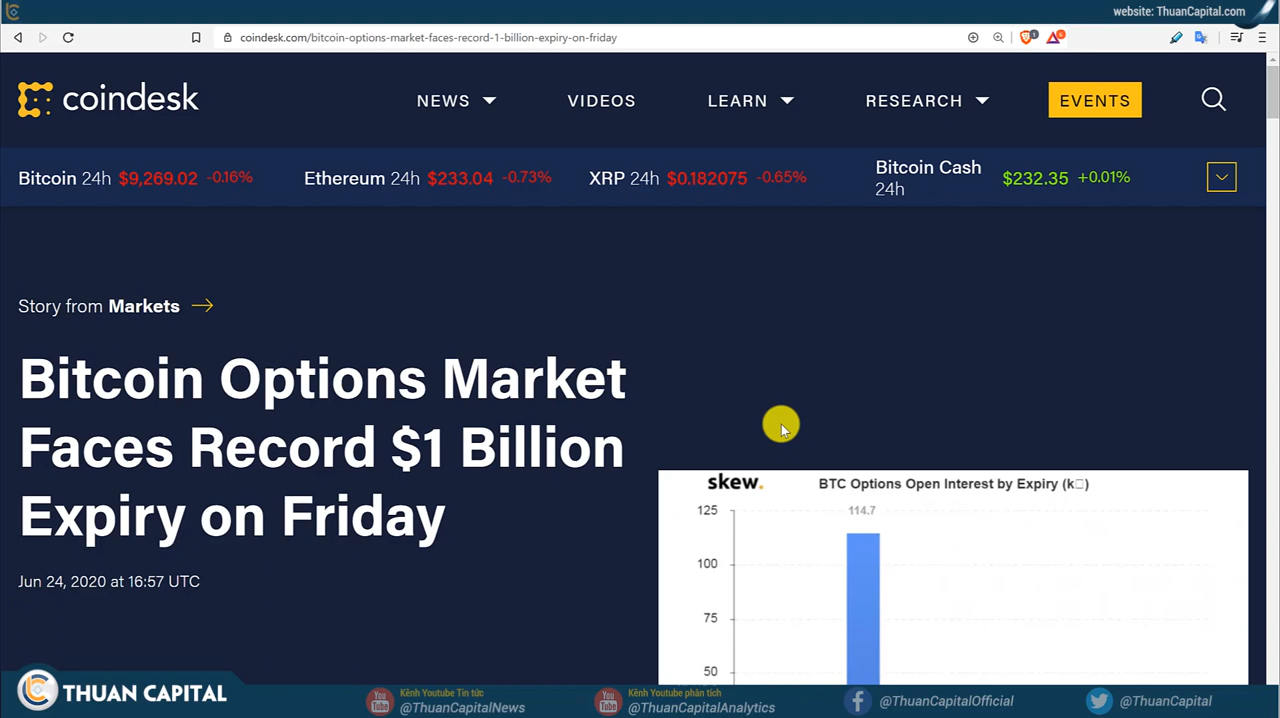 website: ThuanCapital.com
coindesk.com/bitcoin-options-market-faces-record-1-billion-expiry-on-friday
coindesk
NEWS
VIDEOS
LEARN
RESEARCH
EVENTS
Bitcoin 24h $9,269.02 -0.16%
Ethereum 24h $233.04 -0.73%
XRP 24h $0.182075 -0.65%
Bitcoin Cash
24h
$232.35 +0.01%
Story from Markets
Bitcoin Options Market
Faces Record $1 Billion
Expiry on Friday
Jun 24, 2020 at 16:57 UTC
skew.
BTC Options Open Interest by Expiry (k□)
125
114.7
100
75
50
THUAN CAPITAL
You
Tube
Kênh Youtube Tin tức
@ThuanCapitalNews
You
Tube
Kênh Youtube phân tích
@ThuanCapitalAnalytics
@ThuanCapitalOfficial
@ThuanCapital